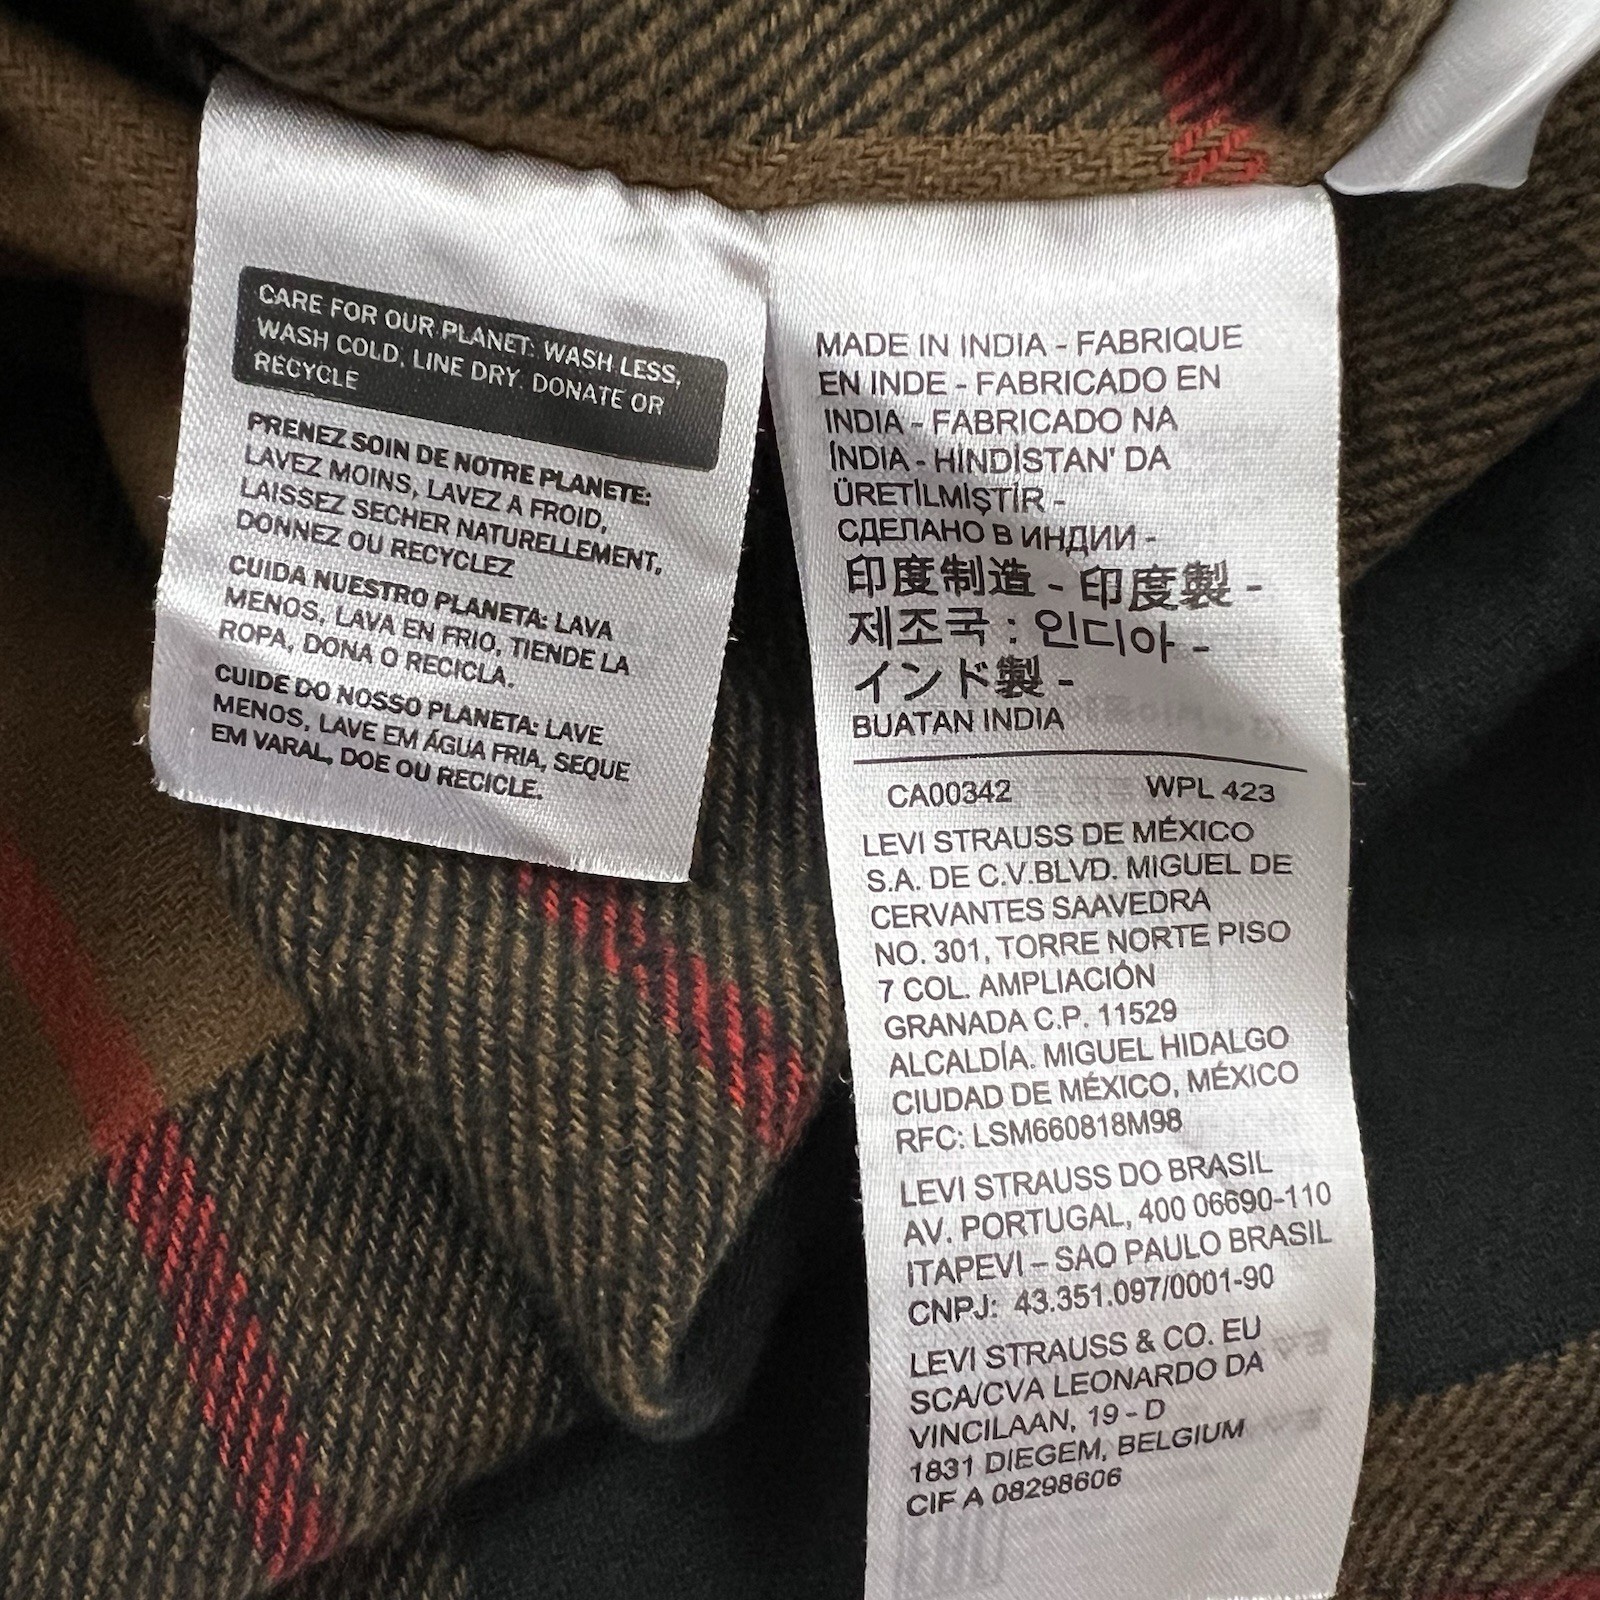 CARE FOR OUR PLANET: WASH LESS,
WASH COLD, LINE DRY. DONATE OR
RECYCLE
PRENEZ SOIN DE NOTRE PLANETE:
LAVEZ MOINS, LAVEZ A FROID,
LAISSEZ SECHER NATURELLEMENT,
DONNEZ OU RECYCLEZ
CUIDA NUESTRO PLANETA: LAVA
MENOS, LAVA EN FRIO, TIENDE LA
ROPA, DONA O RECICLA.
CUIDE DO NOSSO PLANETA: LAVE
MENOS, LAVE EM ÁGUA FRIA, SEQUE
EM VARAL, DOE OU RECICLE.
MADE IN INDIA - FABRIQUE
EN INDE - FABRICADO EN
INDIA - FABRICADO NA
ÍNDIA - HİNDİSTAN' DA
ÜRETİLMİŞTİR -
СДЕЛАНО В ИНДИИ -
印度制造 - 印度製 -
제조국 : 인디아 -
インド製 -
BUATAN INDIA
CA00342 WPL 423
LEVI STRAUSS DE MÉXICO
S.A. DE C.V.BLVD. MIGUEL DE
CERVANTES SAAVEDRA
NO. 301, TORRE NORTE PISO
7 COL. AMPLIACIÓN
GRANADA C.P. 11529
ALCALDÍA. MIGUEL HIDALGO
CIUDAD DE MÉXICO, MÉXICO
RFC: LSM660818M98
LEVI STRAUSS DO BRASIL
AV. PORTUGAL, 400 06690-110
ITAPEVI – SAO PAULO BRASIL
CNPJ: 43.351.097/0001-90
LEVI STRAUSS & CO. EU
SCA/CVA LEONARDO DA
VINCILAAN, 19 - D
1831 DIEGEM, BELGIUM
CIF A 08298606